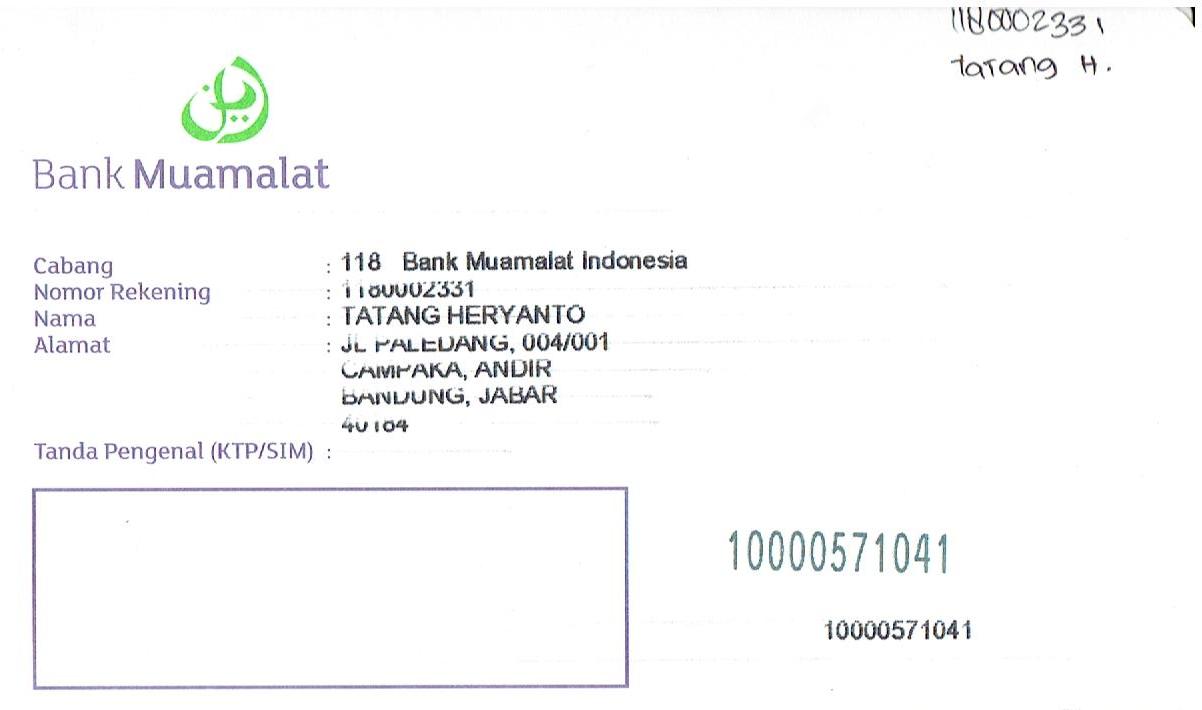 1180002331
Tatang H.
Bank Muamalat
Cabang : 118 Bank Muamalat Indonesia
Nomor Rekening : 1180002331
Nama : TATANG HERYANTO
Alamat : JL PALEDANG, 004/001
CAMPAKA, ANDIR
BANDUNG, JABAR
40184
Tanda Pengenal (KTP/SIM) :
10000571041
10000571041